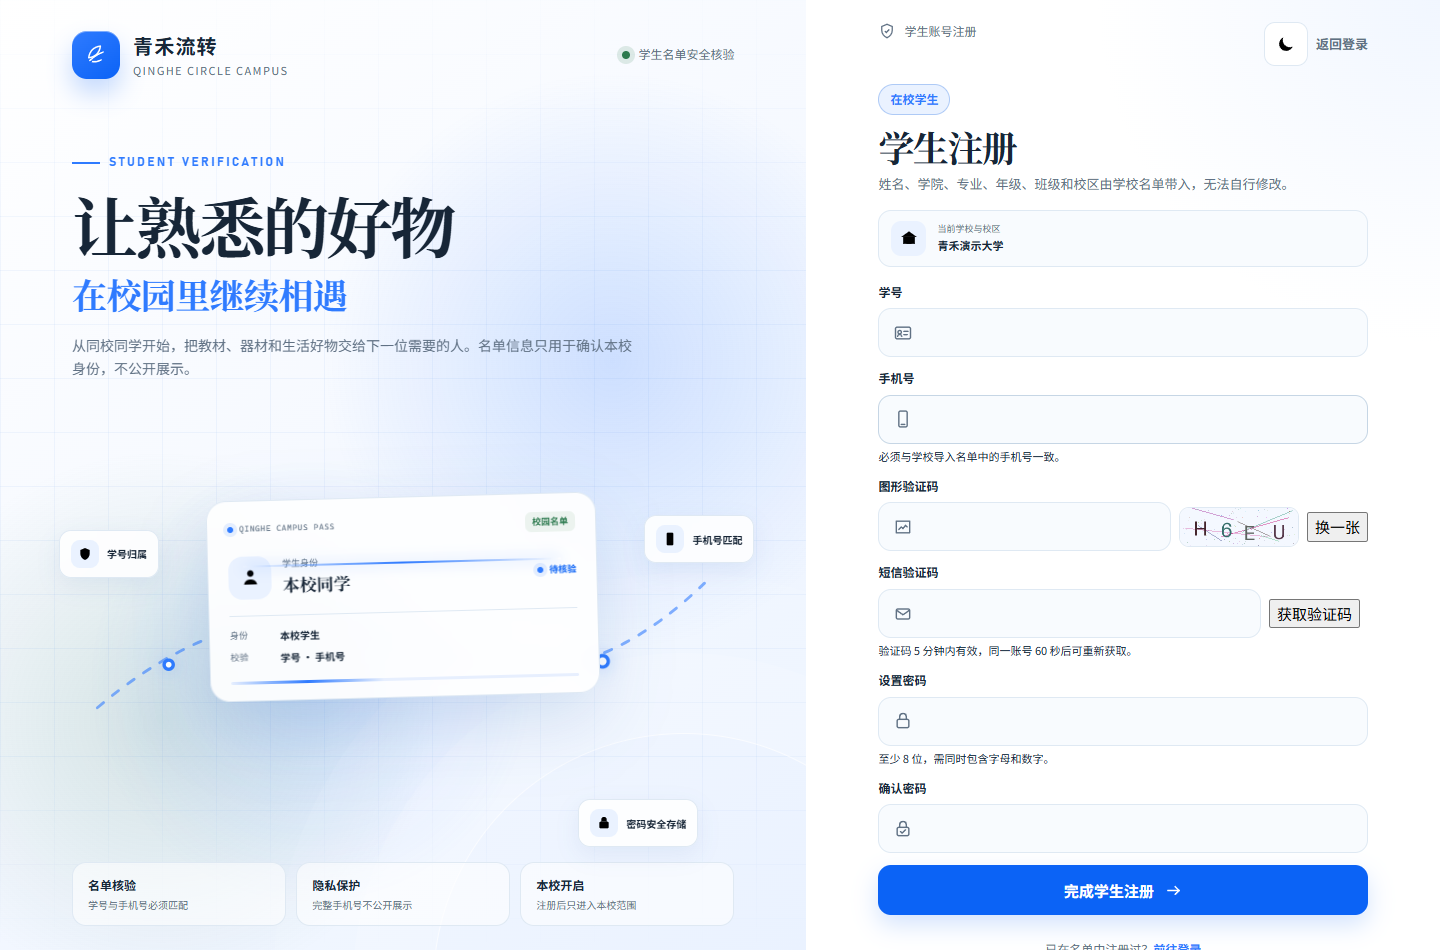 青禾流转
QINGHE CIRCLE CAMPUS
学生名单安全核验
STUDENT VERIFICATION
让熟悉的好物
在校园里继续相遇
从同校同学开始，把教材、器材和生活好物交给下一位需要的人。名单信息只用于确认本校
身份，不公开展示。
学号归属
QINGHE CAMPUS PASS
校园名单
学生身份
本校同学
待核验
身份 本校学生
校验 学号 · 手机号
手机号匹配
密码安全存储
名单核验
学号与手机号必须匹配
隐私保护
完整手机号不公开展示
本校开启
注册后只进入本校范围
学生账号注册
返回登录
在校学生
学生注册
姓名、学院、专业、年级、班级和校区由学校名单带入，无法自行修改。
当前学校与校区
青禾演示大学
学号
手机号
必须与学校导入名单中的手机号一致。
图形验证码
H6EU
换一张
短信验证码
获取验证码
验证码 5 分钟内有效，同一账号 60 秒后可重新获取。
设置密码
至少 8 位，需同时包含字母和数字。
确认密码
完成学生注册
已在名单中注册过？前往登录